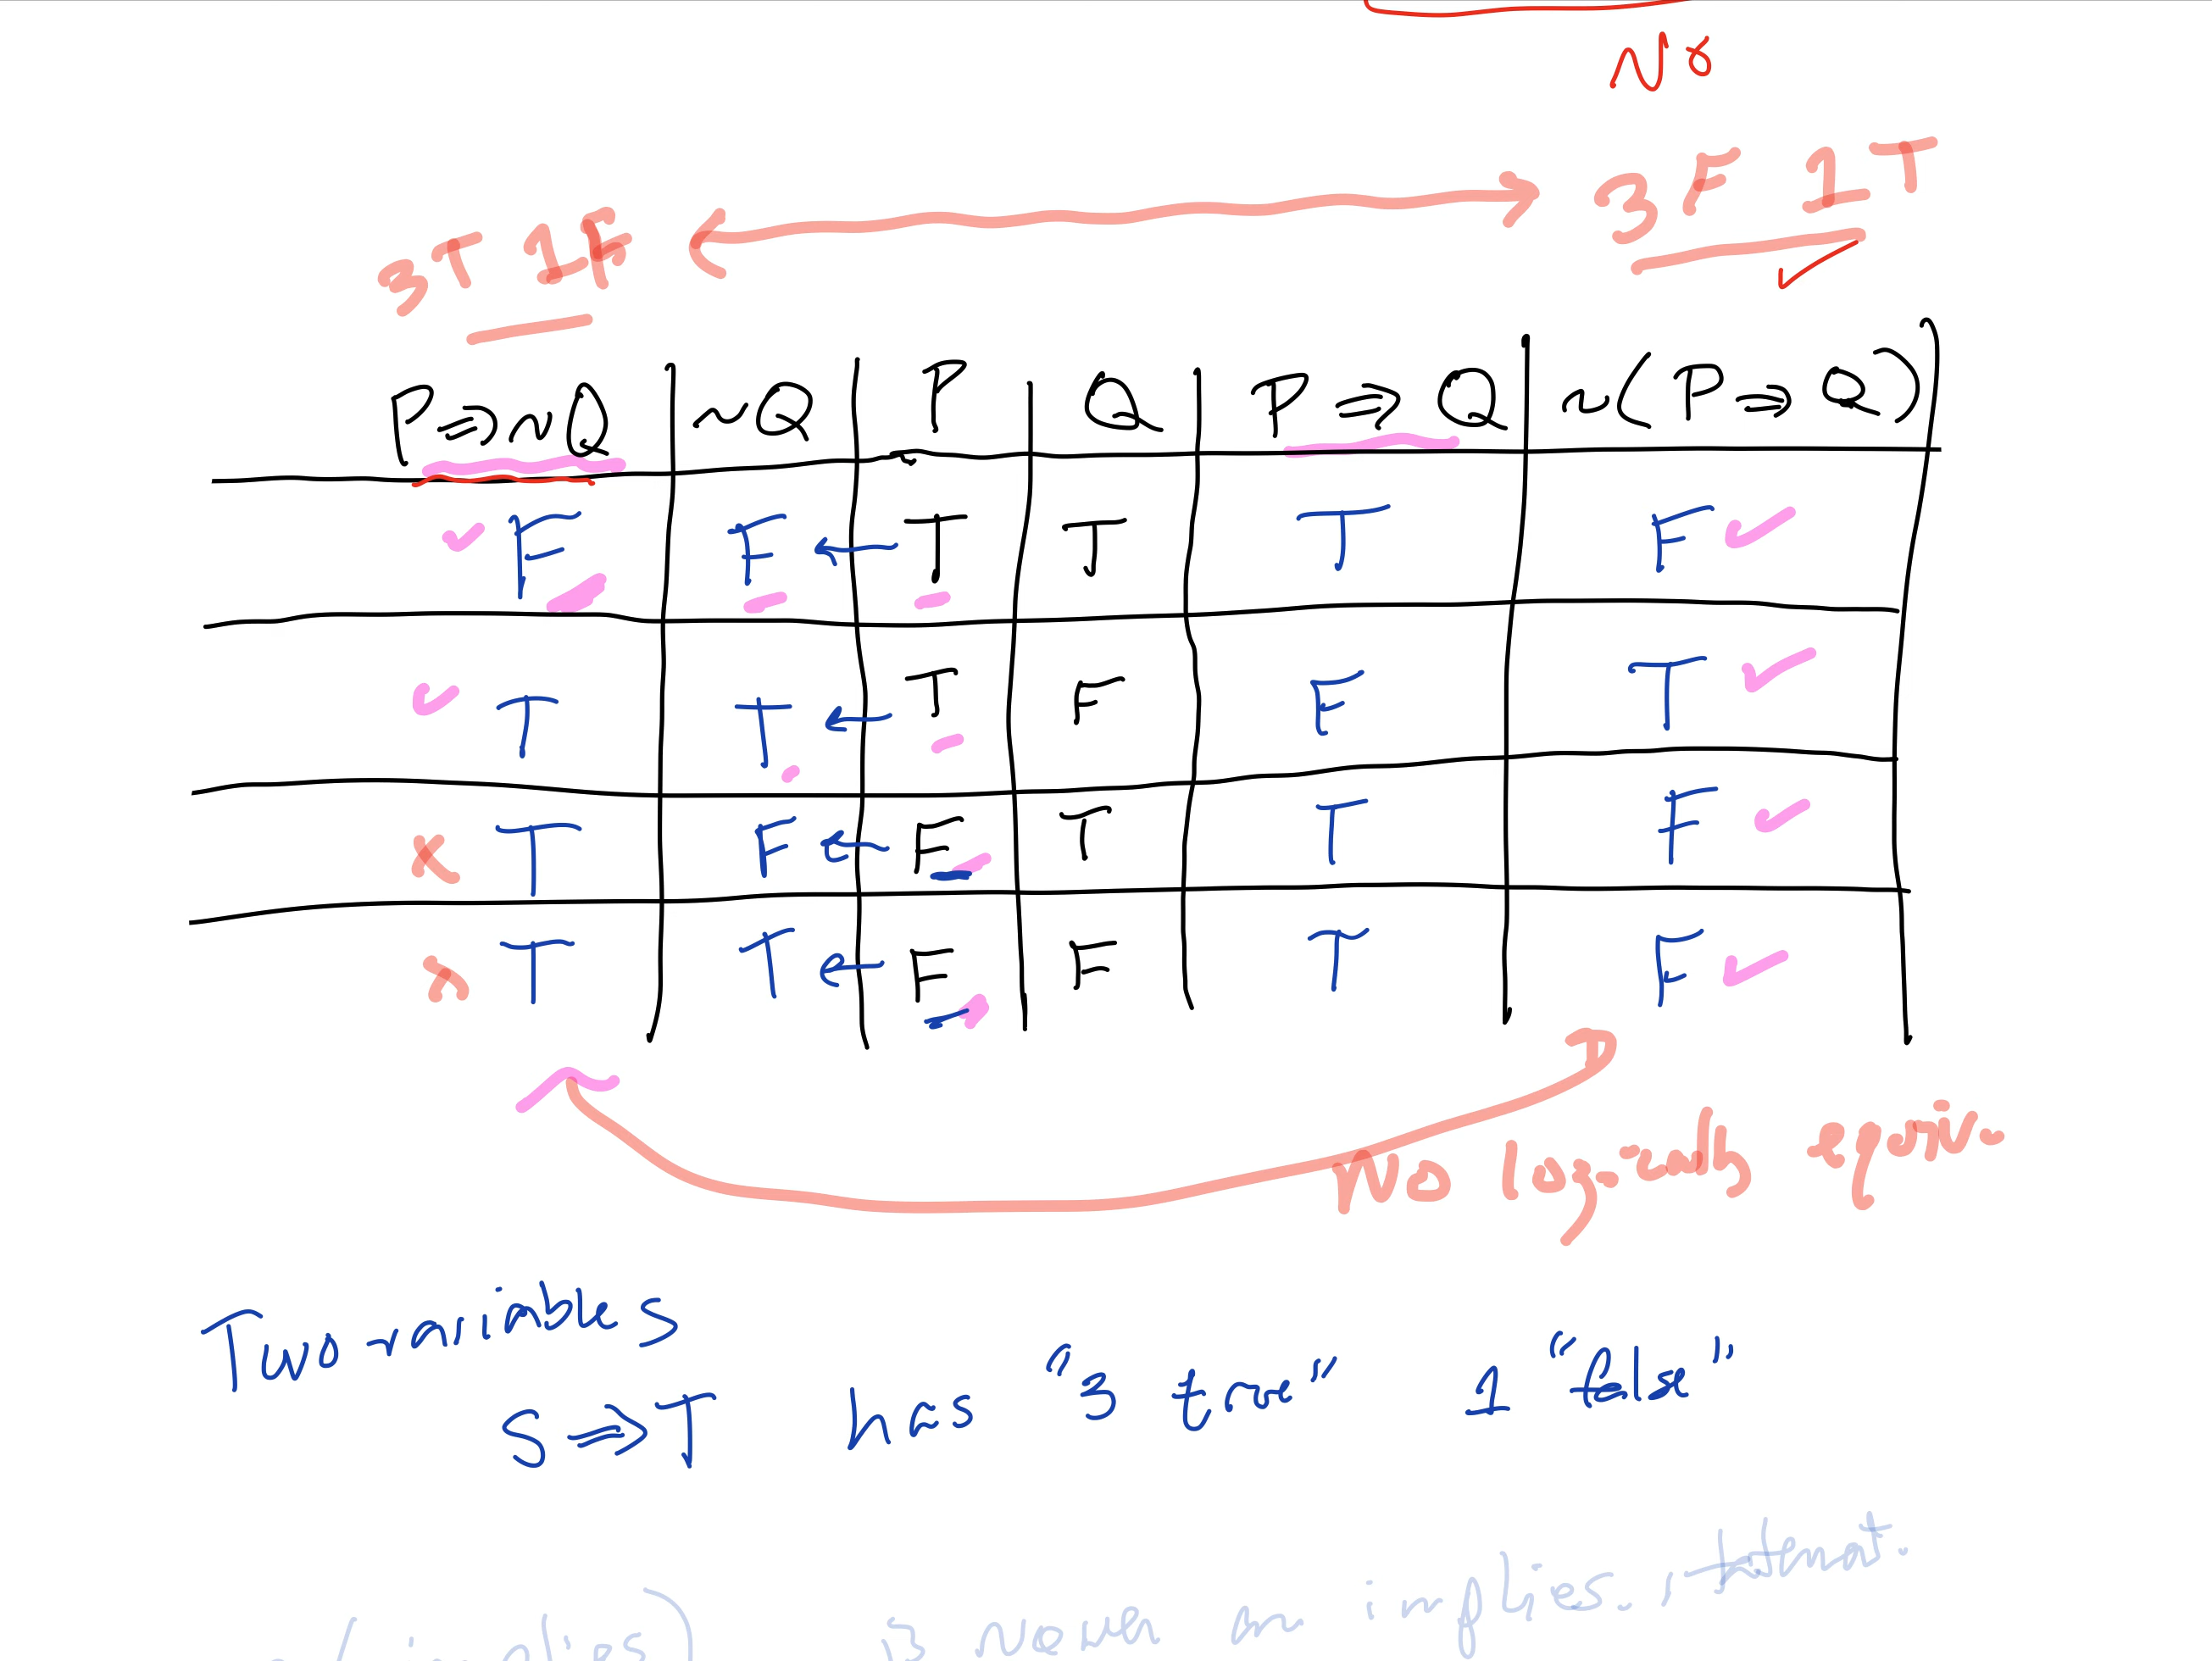 No
3T 1F 3F 1T
P⇒~Q ~Q P Q P⇒Q ~(P⇒Q)
F F ← T T T F
T T ← T F F T
T F ← F T T F
T T ← F F T F
No logically equiv.
Two variables
S⇒T has "3 true" 1 "false"
is never an implies. statement.